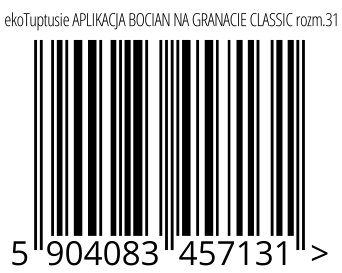 ekoTuptusie APLIKACJA BOCIAN NA GRANACIE CLASSIC rozm.31
5 904083 457131 >